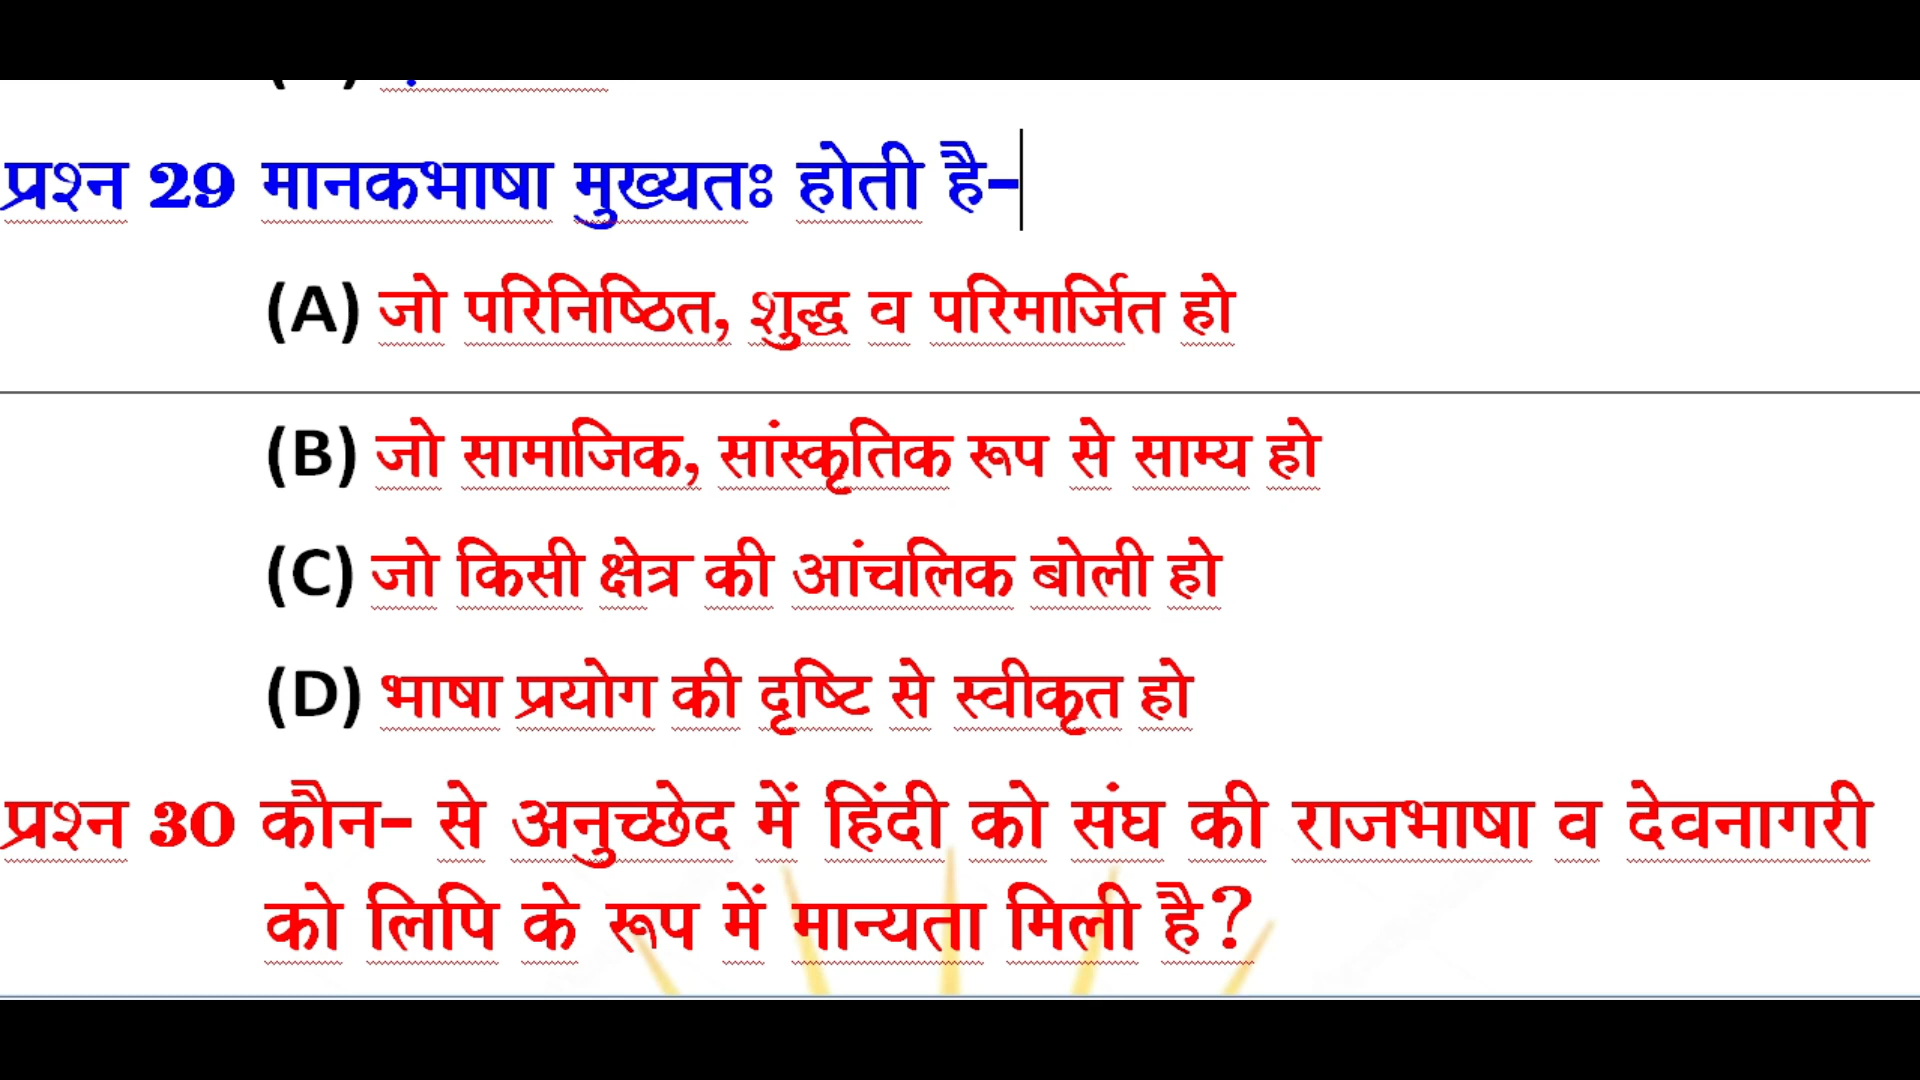 प्रश्न 29 मानकभाषा मुख्यतः होती है-
(A) जो परिनिष्ठित, शुद्ध व परिमार्जित हो
(B) जो सामाजिक, सांस्कृतिक रूप से साम्य हो
(C) जो किसी क्षेत्र की आंचलिक बोली हो
(D) भाषा प्रयोग की दृष्टि से स्वीकृत हो
प्रश्न 30 कौन- से अनुच्छेद में हिंदी को संघ की राजभाषा व देवनागरी
को लिपि के रूप में मान्यता मिली है?